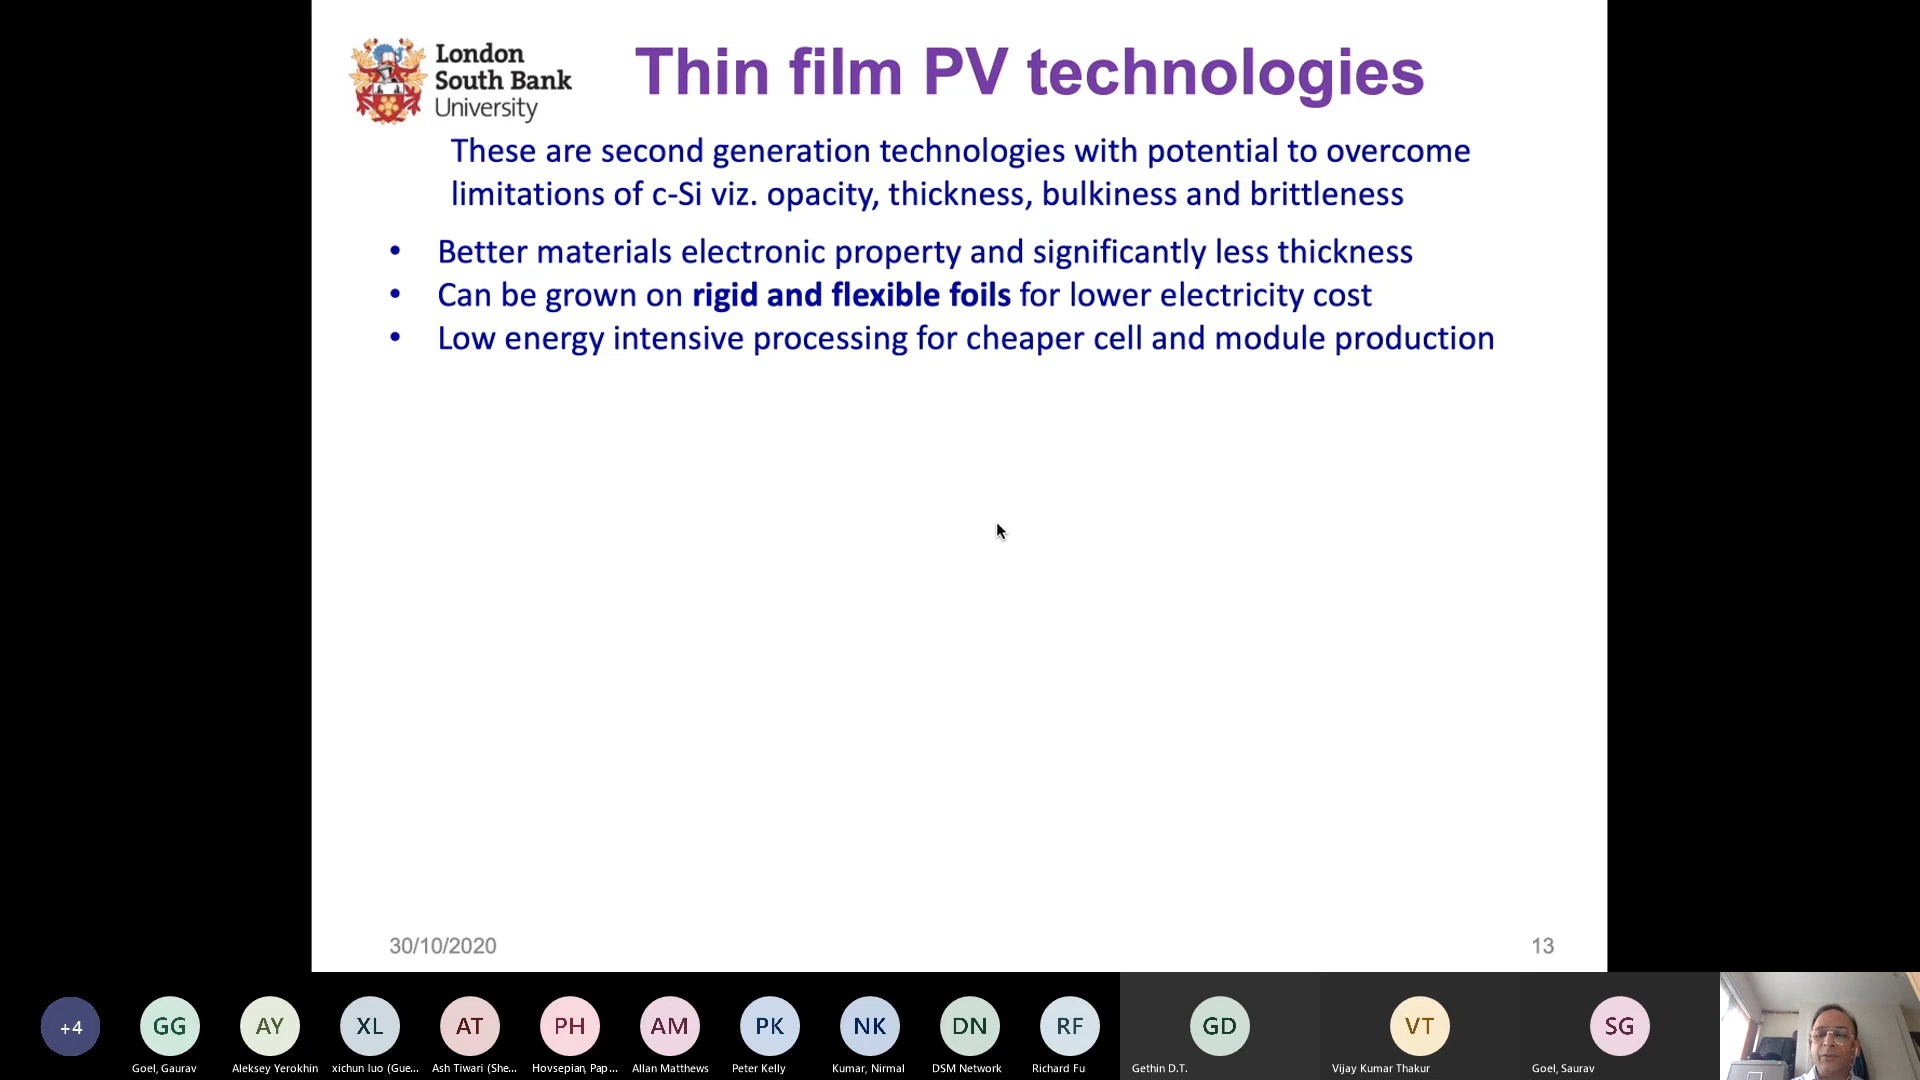 London
South Bank
University
Thin film PV technologies
These are second generation technologies with potential to overcome
limitations of c-Si viz. opacity, thickness, bulkiness and brittleness
• Better materials electronic property and significantly less thickness
• Can be grown on rigid and flexible foils for lower electricity cost
• Low energy intensive processing for cheaper cell and module production
30/10/2020
13
+4
GG
AY
XL
AT
PH
AM
PK
NK
DN
RF
GD
VT
SG
Goel, Gaurav
Aleksey Yerokhin
xichun luo (Gue...
Ash Tiwari (She...
Hovsepian, Pap...
Allan Matthews
Peter Kelly
Kumar, Nirmal
DSM Network
Richard Fu
Gethin D.T.
Vijay Kumar Thakur
Goel, Saurav